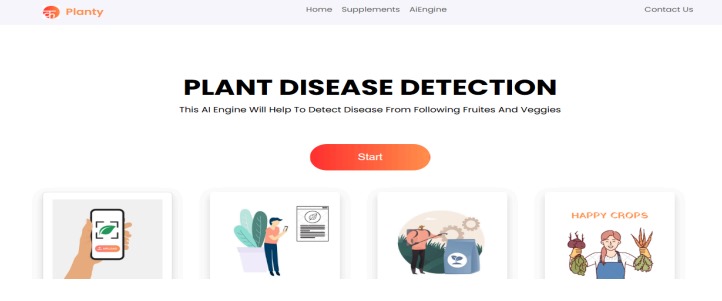 Planty
Home Supplements AiEngine
Contact Us
PLANT DISEASE DETECTION
This AI Engine Will Help To Detect Disease From Following Fruites And Veggies
Start
HAPPY CROPS